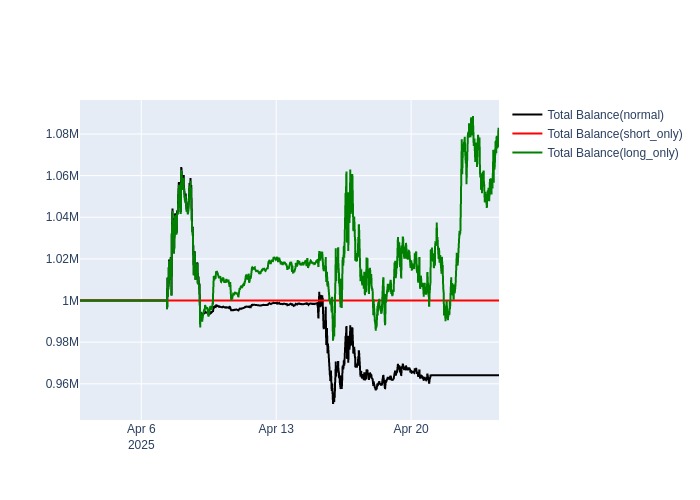 Total Balance(normal)
Total Balance(short_only)
Total Balance(long_only)
1.08M
1.06M
1.04M
1.02M
1M
0.98M
0.96M
Apr 6
2025
Apr 13
Apr 20